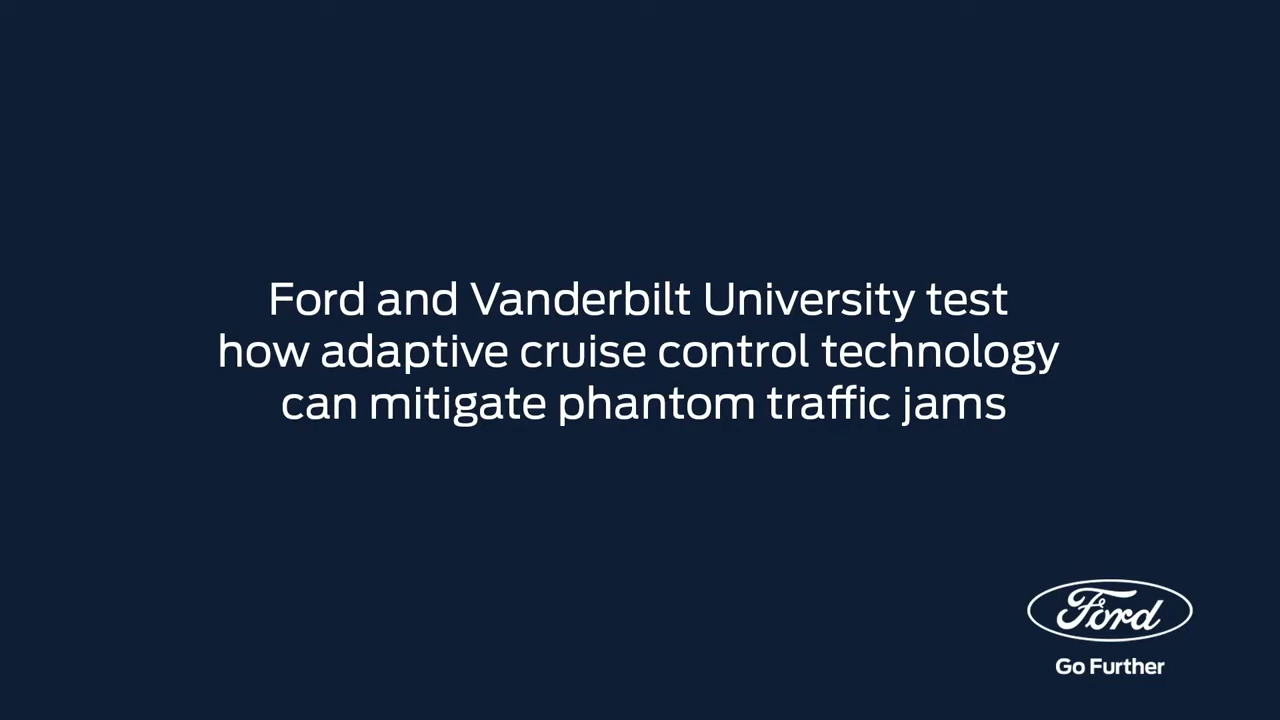 Ford and Vanderbilt University test
how adaptive cruise control technology
can mitigate phantom traffic jams
Ford
Go Further